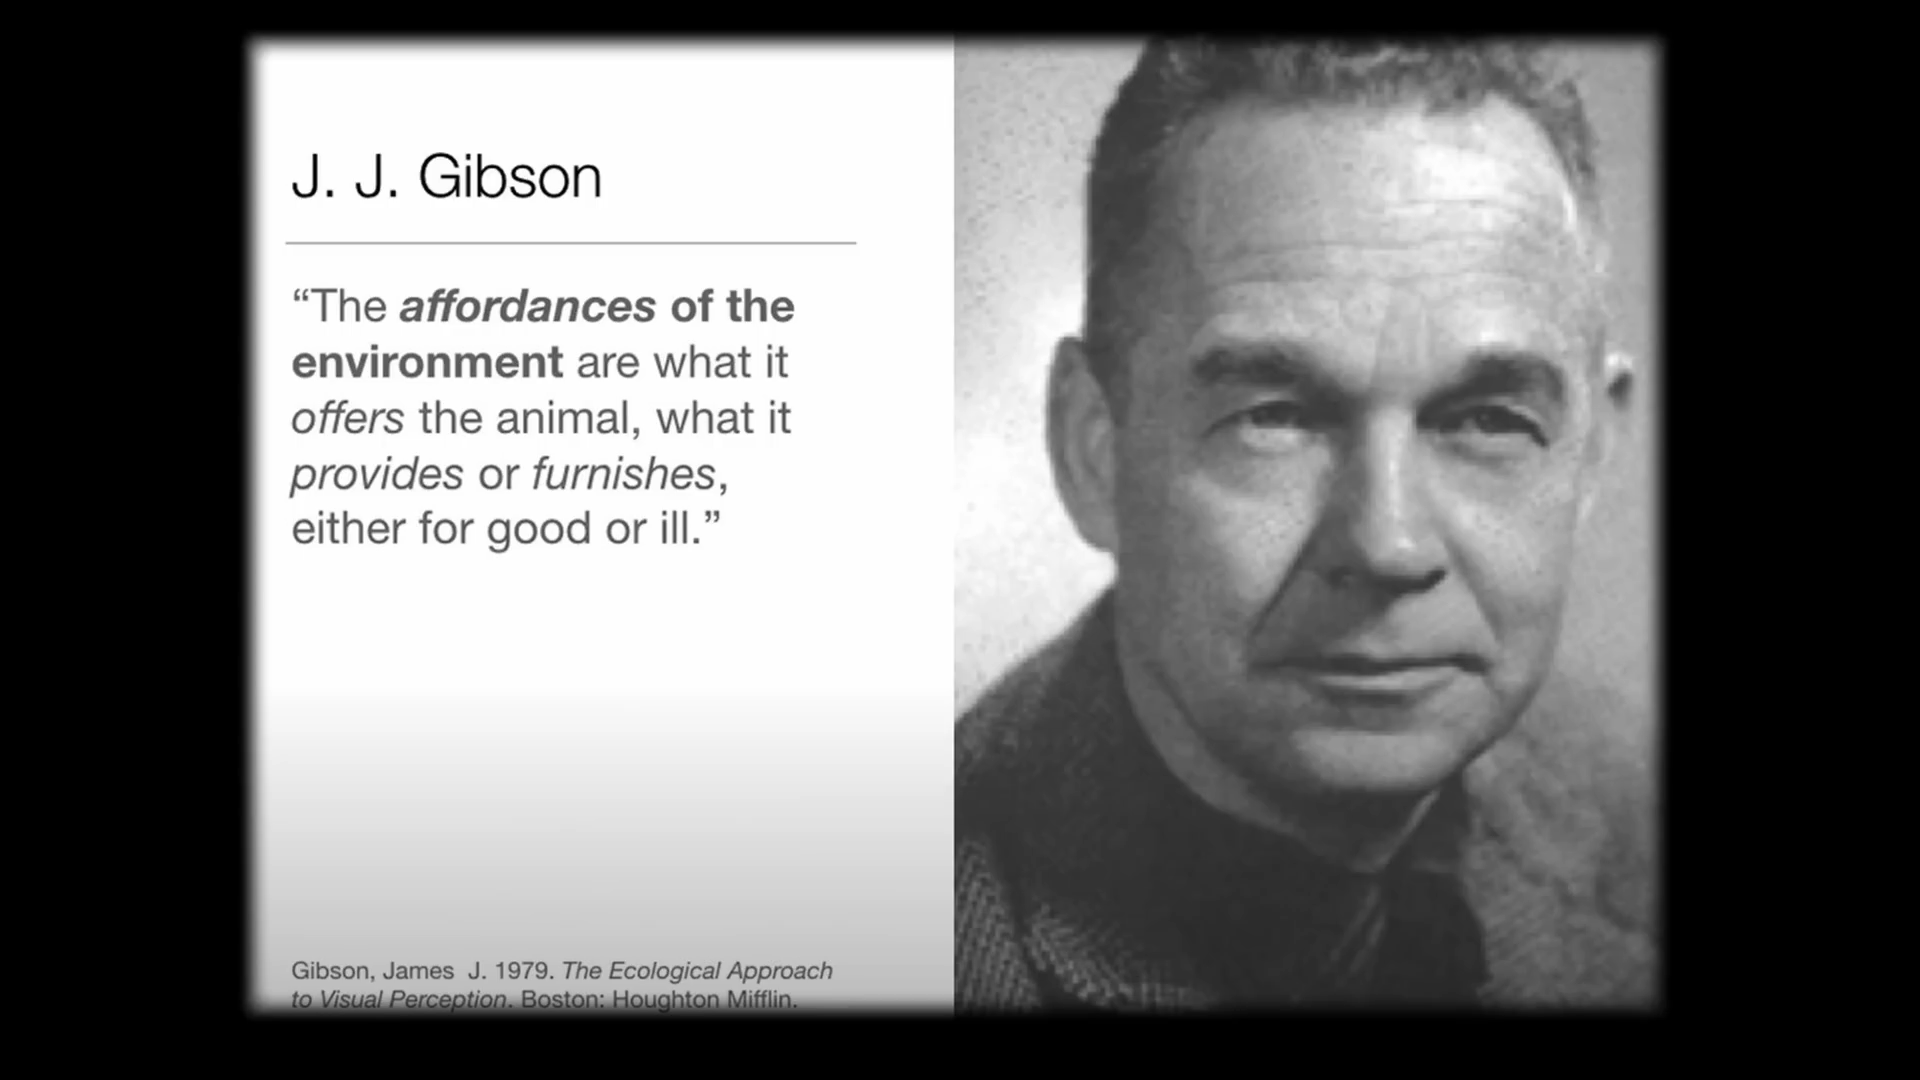 J. J. Gibson
“The affordances of the
environment are what it
offers the animal, what it
provides or furnishes,
either for good or ill.”
Gibson, James J. 1979. The Ecological Approach
to Visual Perception. Boston: Houghton Mifflin.